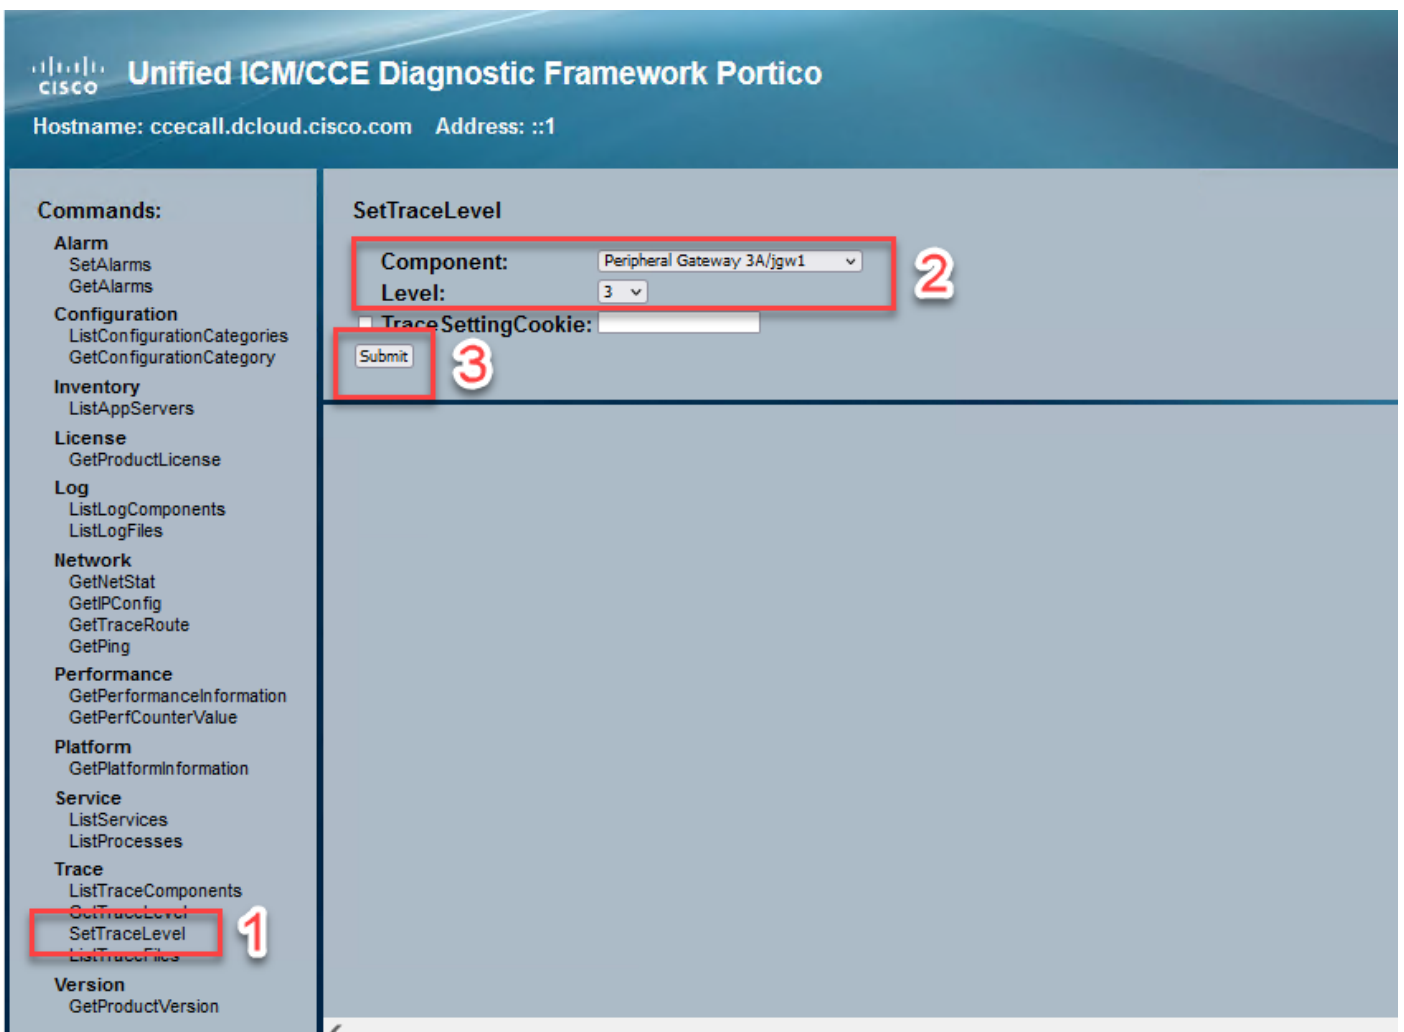 cisco Unified ICM/CCE Diagnostic Framework Portico
Hostname: ccecall.dcloud.cisco.com Address: ::1
Commands:
Alarm
SetAlarms
GetAlarms
Configuration
ListConfigurationCategories
GetConfigurationCategory
Inventory
ListAppServers
License
GetProductLicense
Log
ListLogComponents
ListLogFiles
Network
GetNetStat
GetIPConfig
GetTraceRoute
GetPing
Performance
GetPerformanceInformation
GetPerfCounterValue
Platform
GetPlatformInformation
Service
ListServices
ListProcesses
Trace
ListTraceComponents
GetTraceLevel
SetTraceLevel 1
ListTraceFiles
Version
GetProductVersion
SetTraceLevel
Component: Peripheral Gateway 3A/jgw1
Level: 3
2
TraceSettingCookie:
Submit 3